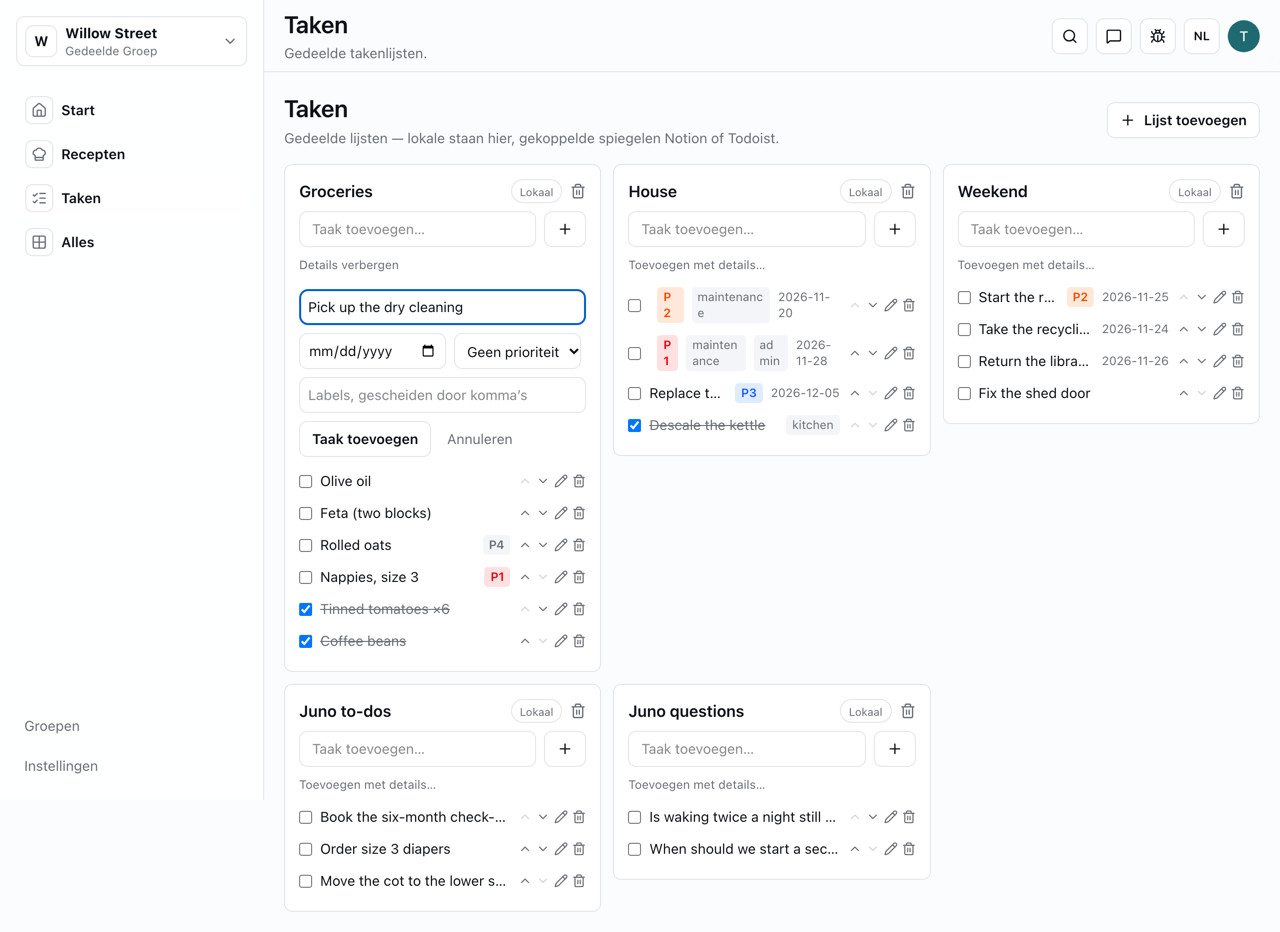 W
Willow Street
Gedeelde Groep
Start
Recepten
Taken
Alles
Groepen
Instellingen
Taken
Gedeelde takenlijsten.
NL
T
Taken
Gedeelde lijsten — lokale staan hier, gekoppelde spiegelen Notion of Todoist.
Lijst toevoegen
Groceries
Lokaal
Taak toevoegen...
Details verbergen
Pick up the dry cleaning
mm/dd/yyyy
Geen prioriteit
Labels, gescheiden door komma's
Taak toevoegen
Annuleren
Olive oil
Feta (two blocks)
Rolled oats P4
Nappies, size 3 P1
Tinned tomatoes ×6
Coffee beans
House
Lokaal
Taak toevoegen...
Toevoegen met details...
P
2
maintenanc
e
2026-11-
20
P
1
mainten
ance
ad
min
2026-
11-28
Replace t... P3 2026-12-05
Descale the kettle kitchen
Weekend
Lokaal
Taak toevoegen...
Toevoegen met details...
Start the r... P2 2026-11-25
Take the recycli... 2026-11-24
Return the libra... 2026-11-26
Fix the shed door
Juno to-dos
Lokaal
Taak toevoegen...
Toevoegen met details...
Book the six-month check-...
Order size 3 diapers
Move the cot to the lower s...
Juno questions
Lokaal
Taak toevoegen...
Toevoegen met details...
Is waking twice a night still ...
When should we start a sec...